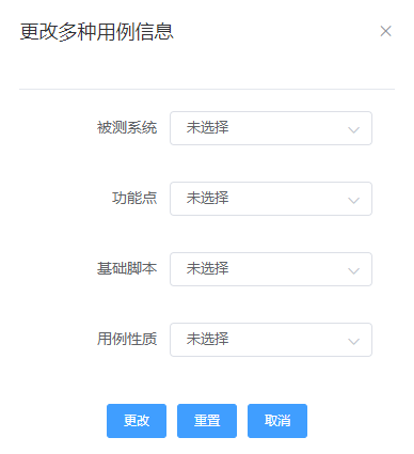 更改多种用例信息
被测系统 未选择
功能点 未选择
基础脚本 未选择
用例性质 未选择
更改 重置 取消